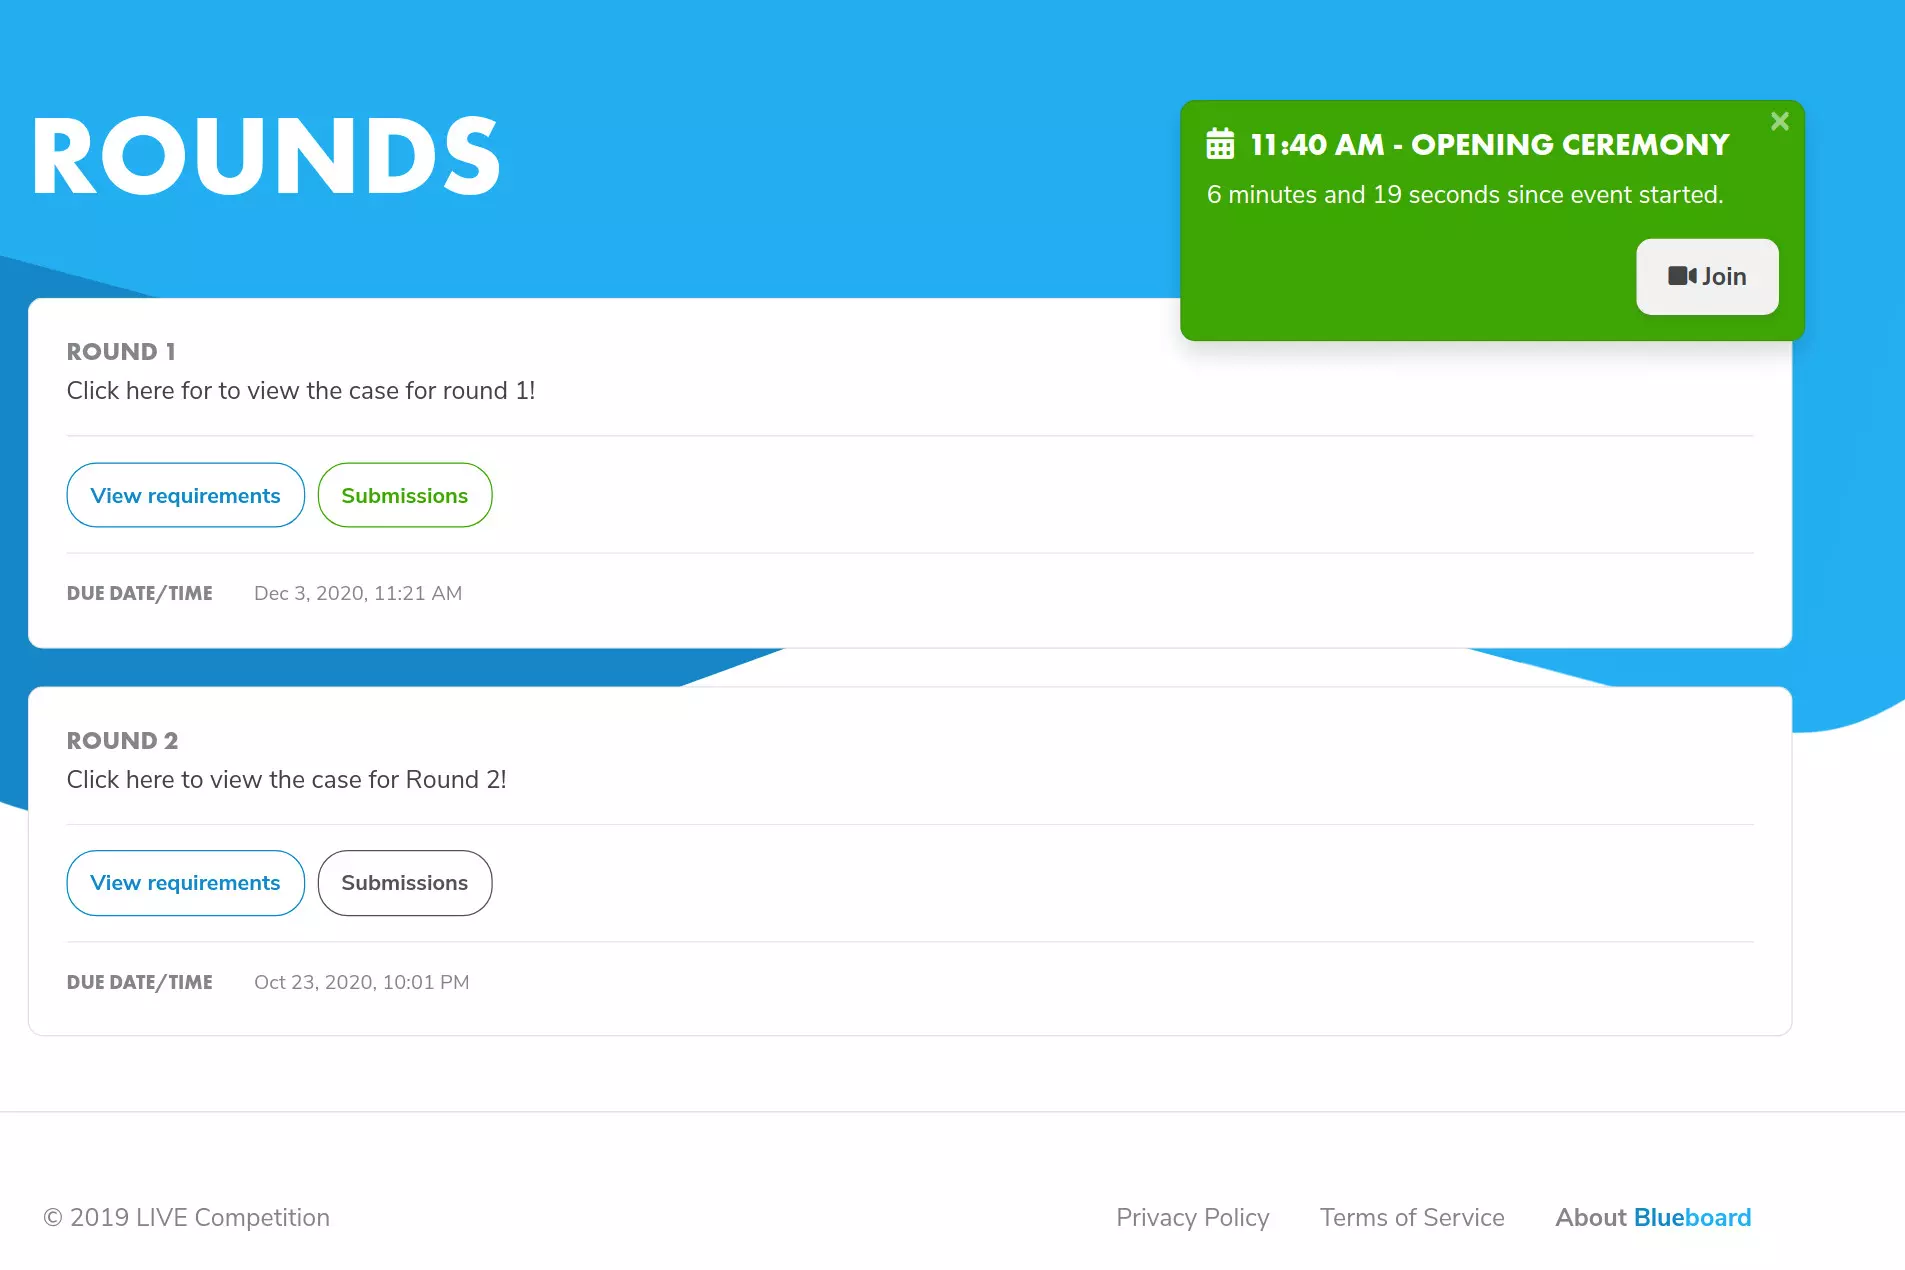 ROUNDS
11:40 AM - OPENING CEREMONY
6 minutes and 19 seconds since event started.
Join
ROUND 1
Click here for to view the case for round 1!
View requirements
Submissions
DUE DATE/TIME Dec 3, 2020, 11:21 AM
ROUND 2
Click here to view the case for Round 2!
View requirements
Submissions
DUE DATE/TIME Oct 23, 2020, 10:01 PM
© 2019 LIVE Competition
Privacy Policy
Terms of Service
About Blueboard